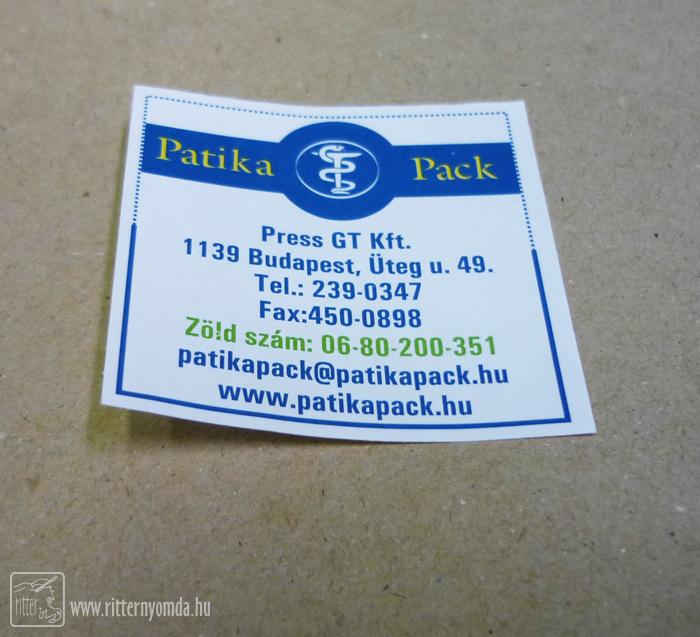 Patika Pack
Press GT Kft.
1139 Budapest, Üteg u. 49.
Tel.: 239-0347
Fax:450-0898
Zöld szám: 06-80-200-351
patikapack@patikapack.hu
www.patikapack.hu
ritter www.ritternyomda.hu